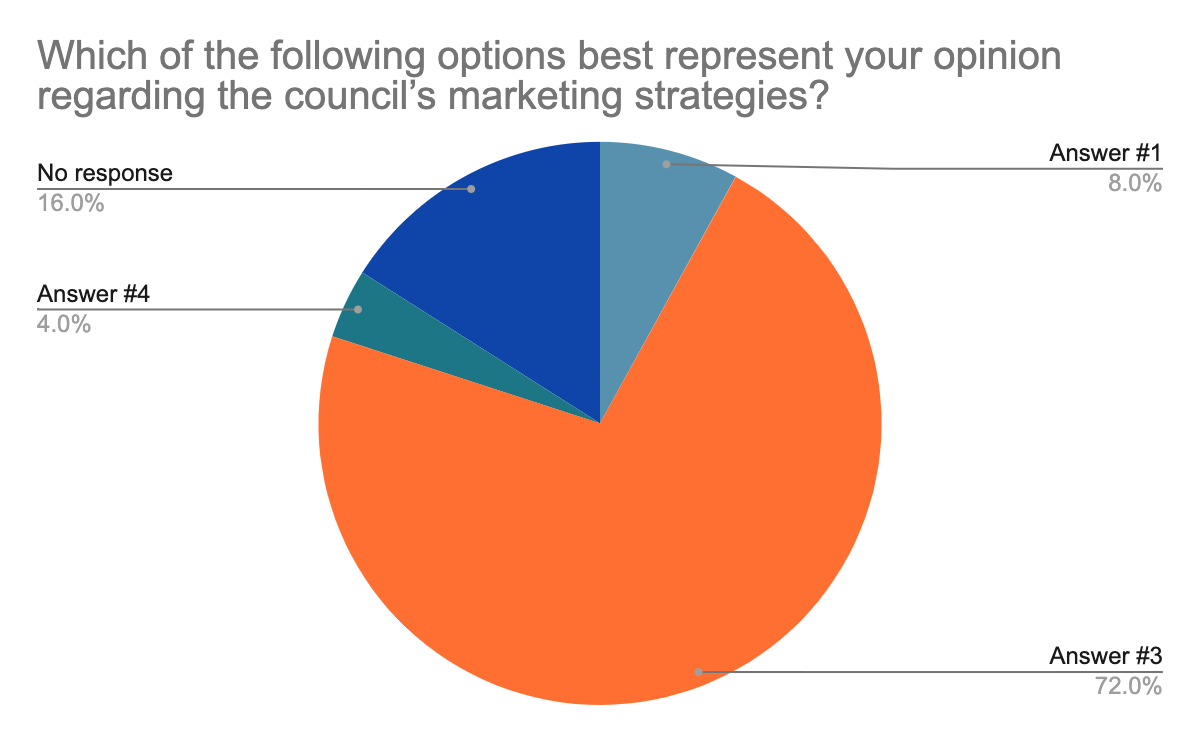 Which of the following options best represent your opinion
regarding the council’s marketing strategies?
No response
16.0%
Answer #4
4.0%
Answer #1
8.0%
Answer #3
72.0%